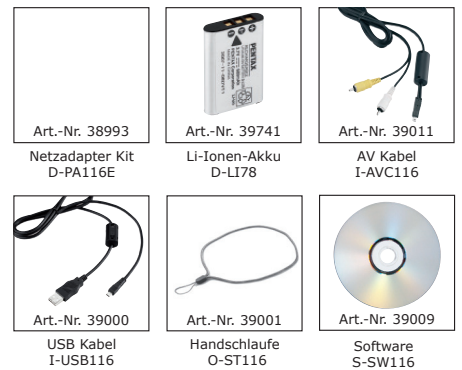 PENTAX
Art.-Nr. 38993
Art.-Nr. 39741
Art.-Nr. 39011
Netzadapter Kit
D-PA116E
Li-Ionen-Akku
D-LI78
AV Kabel
I-AVC116
Art.-Nr. 39000
Art.-Nr. 39001
Art.-Nr. 39009
USB Kabel
I-USB116
Handschlaufe
O-ST116
Software
S-SW116